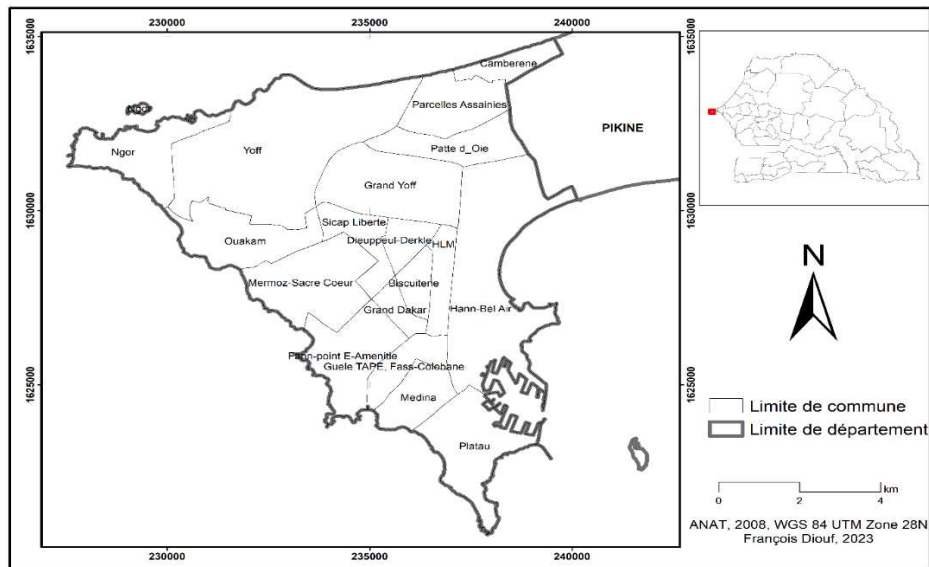 230000
235000
240000
1635000
1635000
Camberene
Parcelles Assainies
PIKINE
Ngor
Yoff
Patte d_Oie
Grand Yoff
1630000
1630000
Sicap Liberte
Ouakam
Dieuppeul-Derkle
HLM
Mermoz-Sacre Coeur
Biscuiterie
Grand Dakar
Hann-Bel Air
Fann-point E-Amenitie
Guele TAPE, Fass-Colobane
1625000
1625000
Medina
Platau
230000
235000
240000
N
Limite de commune
Limite de département
0 2 4
km
ANAT, 2008, WGS 84 UTM Zone 28N
François Diouf, 2023